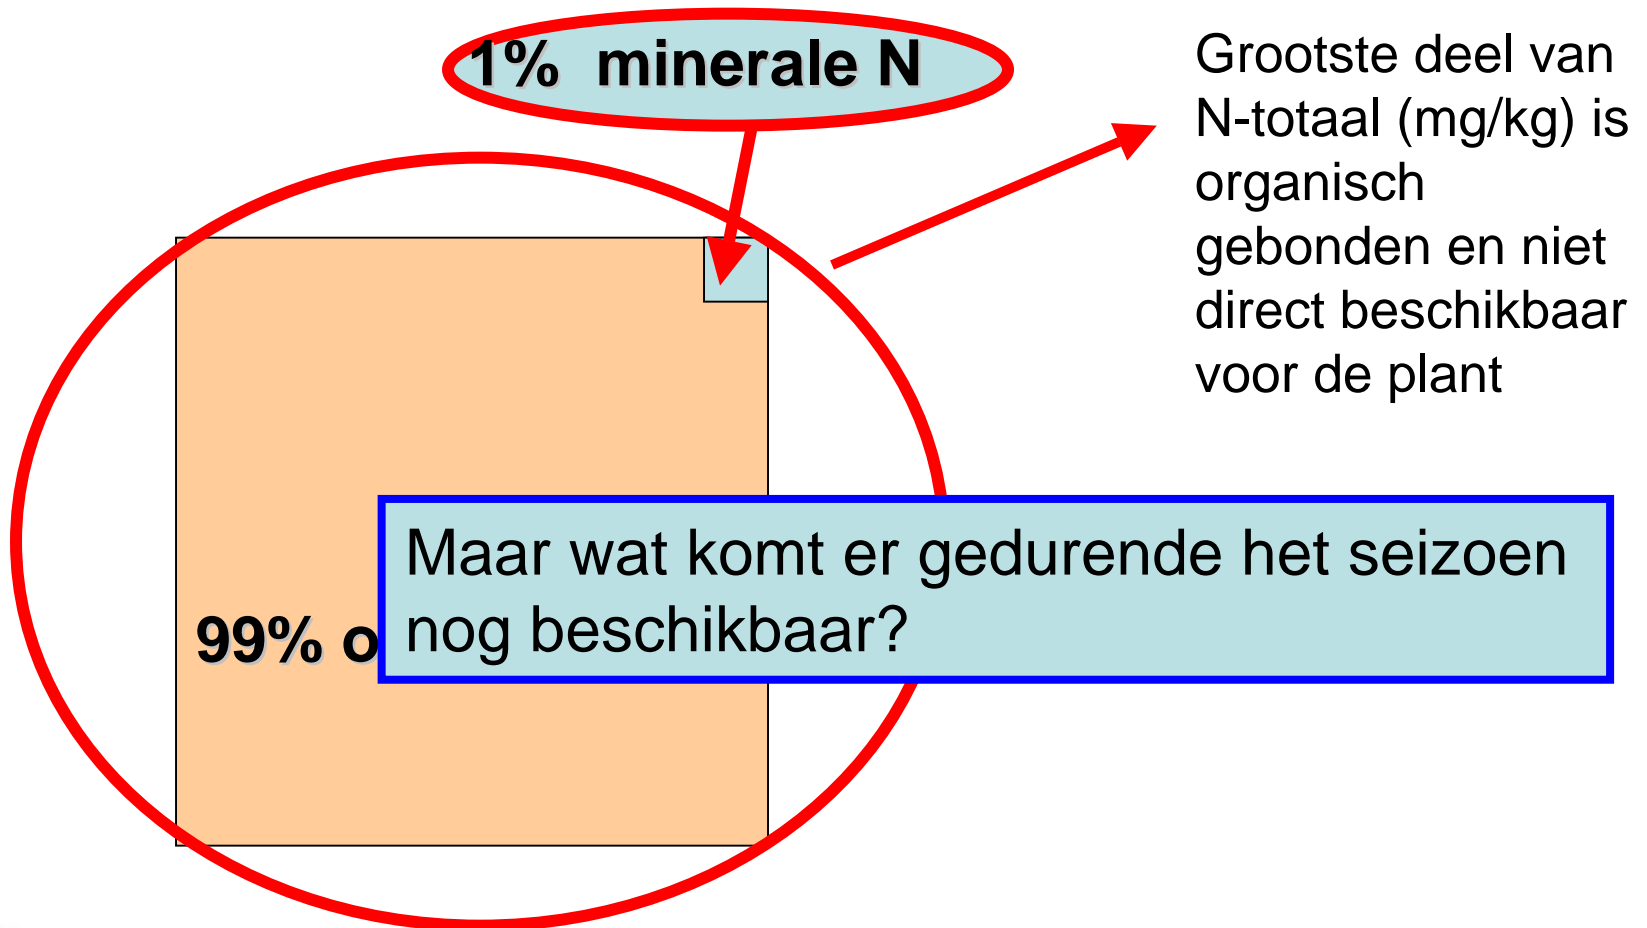 1% minerale N
Grootste deel van
N-totaal (mg/kg) is
organisch
gebonden en niet
direct beschikbaar
voor de plant
Maar wat komt er gedurende het seizoen
nog beschikbaar?
99%